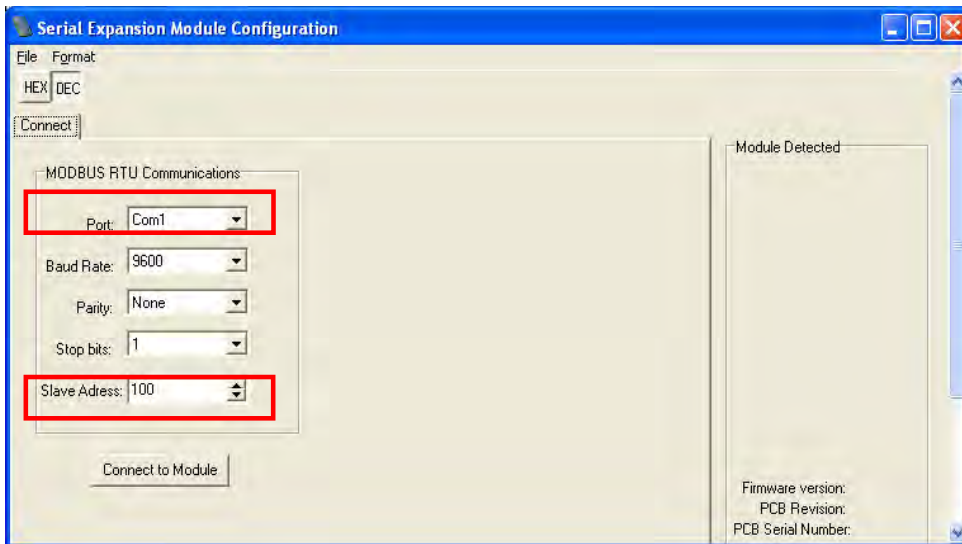 Serial Expansion Module Configuration
File Format
HEX DEC
Connect
MODBUS RTU Communications
Port: Com1
Baud Rate: 9600
Parity: None
Stop bits: 1
Slave Adress: 100
Connect to Module
Module Detected
Firmware version:
PCB Revision:
PCB Serial Number: